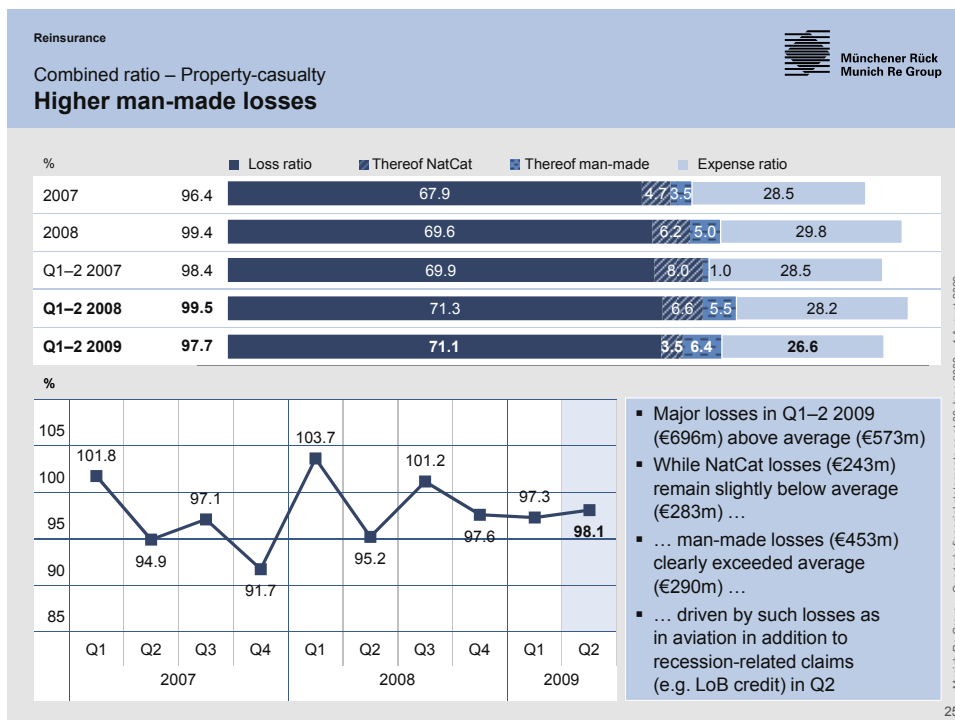 Reinsurance
Münchener Rück
Munich Re Group
Combined ratio – Property-casualty
Higher man-made losses
% Loss ratio Thereof NatCat Thereof man-made Expense ratio
2007 96.4 67.9 4.7 3.5 28.5
2008 99.4 69.6 6.2 5.0 29.8
Q1–2 2007 98.4 69.9 8.0 1.0 28.5
Q1–2 2008 99.5 71.3 6.6 5.5 28.2
Q1–2 2009 97.7 71.1 3.5 6.4 26.6
%
105
100
95
90
85
101.8
94.9
97.1
91.7
103.7
95.2
101.2
97.6
97.3
98.1
Q1 Q2 Q3 Q4 Q1 Q2 Q3 Q4 Q1 Q2
2007 2008 2009
▪ Major losses in Q1–2 2009
(€696m) above average (€573m)
▪ While NatCat losses (€243m)
remain slightly below average
(€283m) …
▪ … man-made losses (€453m)
clearly exceeded average
(€290m) …
▪ … driven by such losses as
in aviation in addition to
recession-related claims
(e.g. LoB credit) in Q2
25